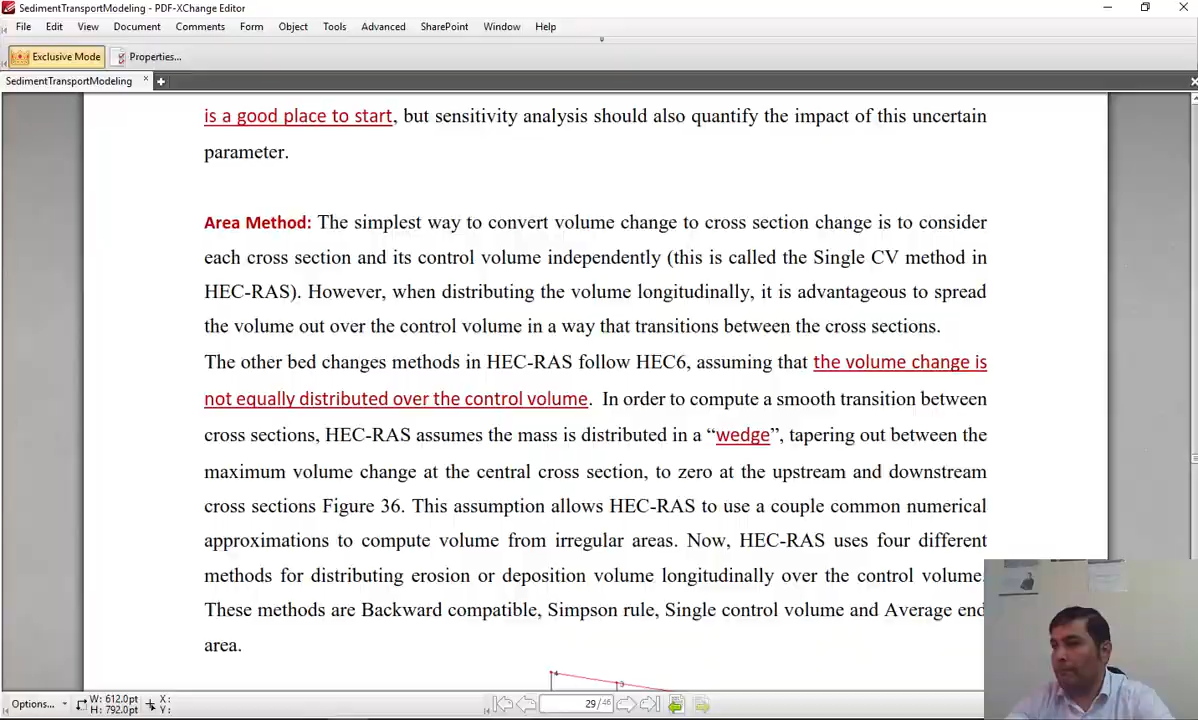 SedimentTransportModeling - PDF-XChange Editor
File Edit View Document Comments Form Object Tools Advanced SharePoint Window Help
Exclusive Mode Properties...
SedimentTransportModeling
is a good place to start, but sensitivity analysis should also quantify the impact of this uncertain
parameter.
Area Method: The simplest way to convert volume change to cross section change is to consider
each cross section and its control volume independently (this is called the Single CV method in
HEC-RAS). However, when distributing the volume longitudinally, it is advantageous to spread
the volume out over the control volume in a way that transitions between the cross sections.
The other bed changes methods in HEC-RAS follow HEC6, assuming that the volume change is
not equally distributed over the control volume. In order to compute a smooth transition between
cross sections, HEC-RAS assumes the mass is distributed in a “wedge”, tapering out between the
maximum volume change at the central cross section, to zero at the upstream and downstream
cross sections Figure 36. This assumption allows HEC-RAS to use a couple common numerical
approximations to compute volume from irregular areas. Now, HEC-RAS uses four different
methods for distributing erosion or deposition volume longitudinally over the control volume.
These methods are Backward compatible, Simpson rule, Single control volume and Average end
area.
4
3
Options... W: 612.0pt X: 29 / 46
H: 792.0pt Y: